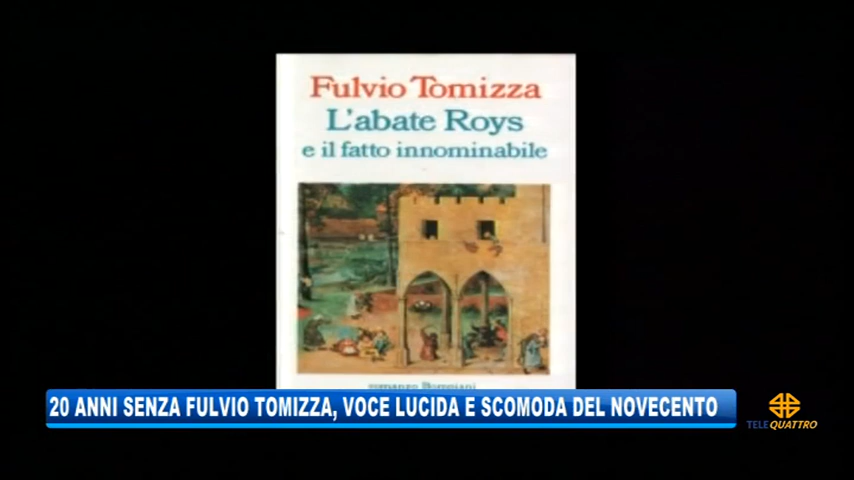 Fulvio Tomizza
L'abate Roys
e il fatto innominabile
romanzo Bompiani
20 ANNI SENZA FULVIO TOMIZZA, VOCE LUCIDA E SCOMODA DEL NOVECENTO
TELEQUATTRO